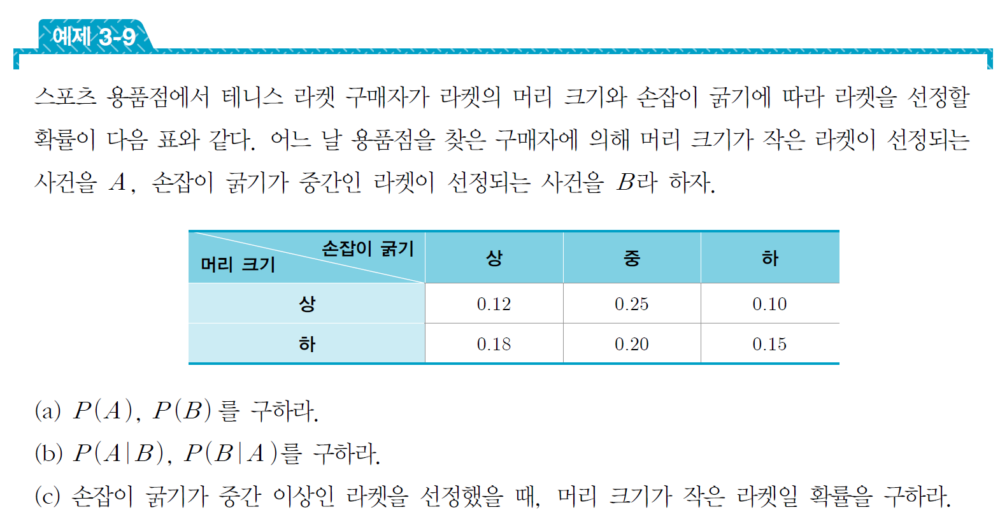 예제 3-9
스포츠 용품점에서 테니스 라켓 구매자가 라켓의 머리 크기와 손잡이 굵기에 따라 라켓을 선정할
확률이 다음 표와 같다. 어느 날 용품점을 찾은 구매자에 의해 머리 크기가 작은 라켓이 선정되는
사건을 A, 손잡이 굵기가 중간인 라켓이 선정되는 사건을 B라 하자.
손잡이 굵기
머리 크기
상 중 하
상 0.12 0.25 0.10
하 0.18 0.20 0.15
(a) P(A), P(B)를 구하라.
(b) P(A|B), P(B|A)를 구하라.
(c) 손잡이 굵기가 중간 이상인 라켓을 선정했을 때, 머리 크기가 작은 라켓일 확률을 구하라.